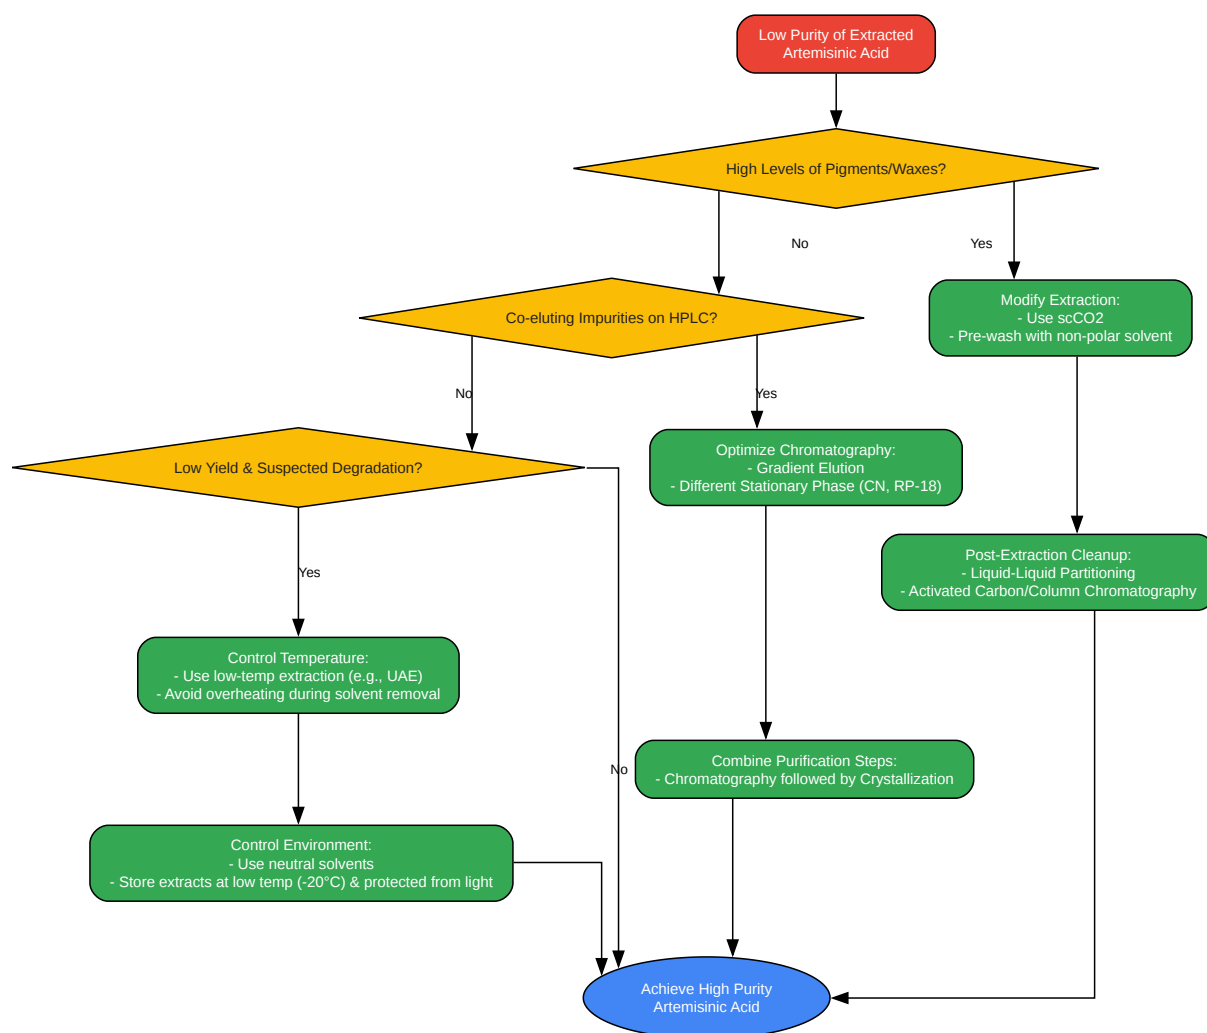 Low Purity of Extracted
Artemisinic Acid
High Levels of Pigments/Waxes?
No
Yes
Co-eluting Impurities on HPLC?
Modify Extraction:
- Use scCO2
- Pre-wash with non-polar solvent
No
Yes
Low Yield & Suspected Degradation?
Optimize Chromatography:
- Gradient Elution
- Different Stationary Phase (CN, RP-18)
Post-Extraction Cleanup:
- Liquid-Liquid Partitioning
- Activated Carbon/Column Chromatography
Yes
Control Temperature:
- Use low-temp extraction (e.g., UAE)
- Avoid overheating during solvent removal
No
Combine Purification Steps:
- Chromatography followed by Crystallization
Control Environment:
- Use neutral solvents
- Store extracts at low temp (-20°C) & protected from light
Achieve High Purity
Artemisinic Acid